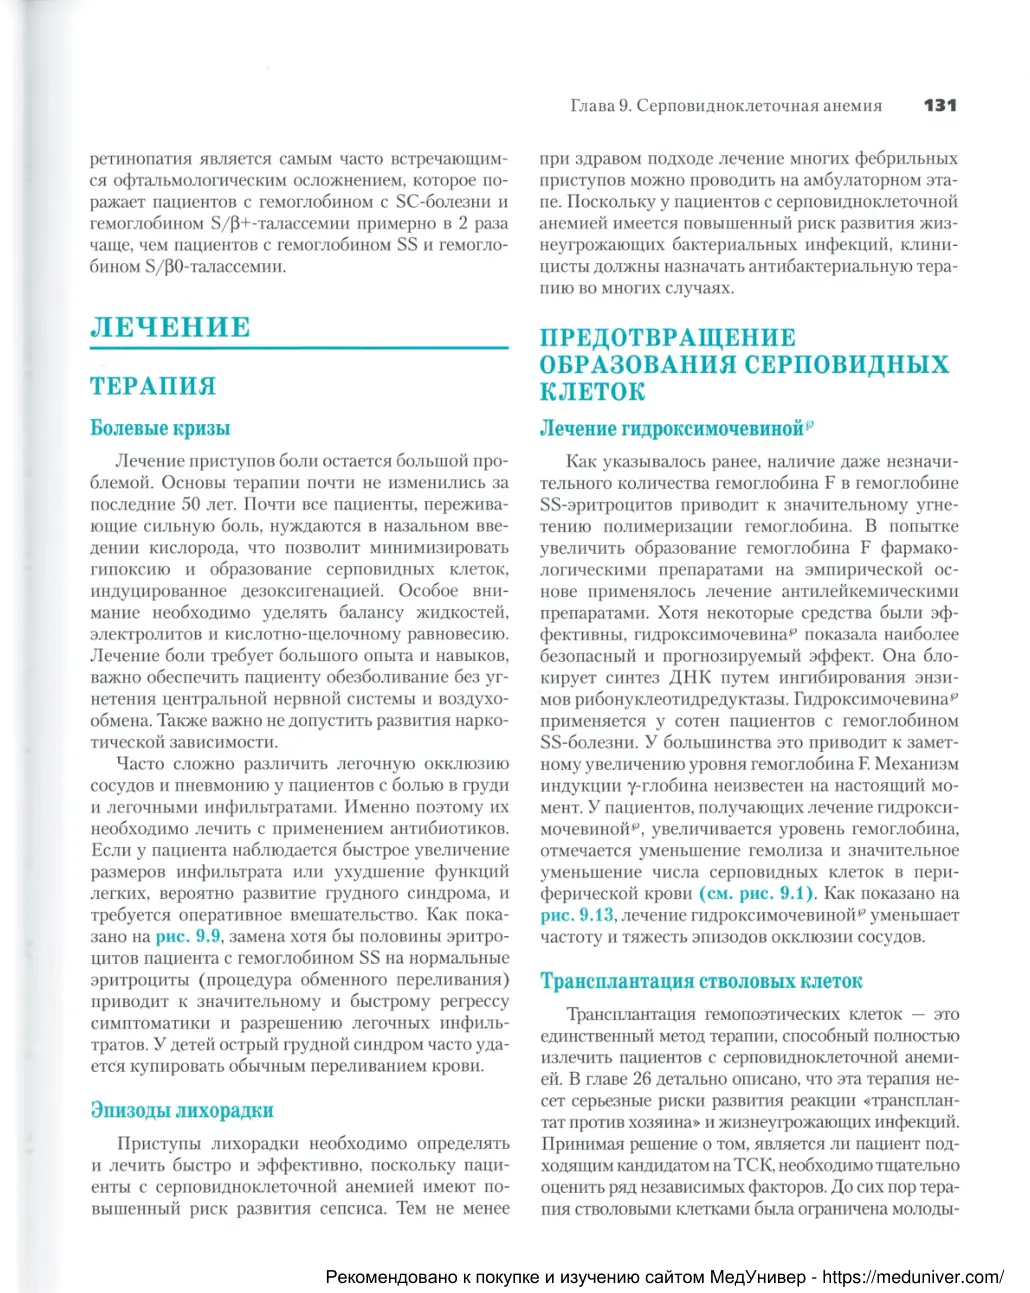 Глава 9. Серповидноклеточная анемия 131
ретинопатия является самым часто встречающим-
ся офтальмологическим осложнением, которое по-
ражает пациентов с гемоглобином с SC-болезни и
гемоглобином S/β+-талассемии примерно в 2 раза
чаще, чем пациентов с гемоглобином SS и гемогло-
бином S/β0-талассемии.
ЛЕЧЕНИЕ
ТЕРАПИЯ
Болевые кризы
Лечение приступов боли остается большой про-
блемой. Основы терапии почти не изменились за
последние 50 лет. Почти все пациенты, пережива-
ющие сильную боль, нуждаются в назальном вве-
дении кислорода, что позволит минимизировать
гипоксию и образование серповидных клеток,
индуцированное дезоксигенацией. Особое вни-
мание необходимо уделять балансу жидкостей,
электролитов и кислотно-щелочному равновесию.
Лечение боли требует большого опыта и навыков,
важно обеспечить пациенту обезболивание без уг-
нетения центральной нервной системы и воздухо-
обмена. Также важно не допустить развития нарко-
тической зависимости.
Часто сложно различить легочную окклюзию
сосудов и пневмонию у пациентов с болью в груди
и легочными инфильтратами. Именно поэтому их
необходимо лечить с применением антибиотиков.
Если у пациента наблюдается быстрое увеличение
размеров инфильтрата или ухудшение функций
легких, вероятно развитие грудного синдрома, и
требуется оперативное вмешательство. Как пока-
зано на рис. 9.9, замена хотя бы половины эритро-
цитов пациента с гемоглобином SS на нормальные
эритроциты (процедура обменного переливания)
приводит к значительному и быстрому регрессу
симптоматики и разрешению легочных инфиль-
тратов. У детей острый грудной синдром часто уда-
ется купировать обычным переливанием крови.
Эпизоды лихорадки
Приступы лихорадки необходимо определять
и лечить быстро и эффективно, поскольку паци-
енты с серповидноклеточной анемией имеют по-
вышенный риск развития сепсиса. Тем не менее
при здравом подходе лечение многих фебрильных
приступов можно проводить на амбулаторном эта-
пе. Поскольку у пациентов с серповидноклеточной
анемией имеется повышенный риск развития жиз-
неугрожающих бактериальных инфекций, клини-
цисты должны назначать антибактериальную тера-
пию во многих случаях.
ПРЕДОТВРАЩЕНИЕ
ОБРАЗОВАНИЯ СЕРПОВИДНЫХ
КЛЕТОК
Лечение гидроксимочевиной℘
Как указывалось ранее, наличие даже незначи-
тельного количества гемоглобина F в гемоглобине
SS-эритроцитов приводит к значительному угне-
тению полимеризации гемоглобина. В попытке
увеличить образование гемоглобина F фармако-
логическими препаратами на эмпирической ос-
нове применялось лечение антилейкемическими
препаратами. Хотя некоторые средства были эф-
фективны, гидроксимочевина℘ показала наиболее
безопасный и прогнозируемый эффект. Она бло-
кирует синтез ДНК путем ингибирования энзи-
мов рибонуклеотидредуктазы. Гидроксимочевина℘
применяется у сотен пациентов с гемоглобином
SS-болезни. У большинства это приводит к замет-
ному увеличению уровня гемоглобина F. Механизм
индукции γ-глобина неизвестен на настоящий мо-
мент. У пациентов, получающих лечение гидрокси-
мочевиной℘, увеличивается уровень гемоглобина,
отмечается уменьшение гемолиза и значительное
уменьшение числа серповидных клеток в пери-
ферической крови (см. рис. 9.1). Как показано на
рис. 9.13, лечение гидроксимочевиной℘ уменьшает
частоту и тяжесть эпизодов окклюзии сосудов.
Трансплантация стволовых клеток
Трансплантация гемопоэтических клеток — это
единственный метод терапии, способный полностью
излечить пациентов с серповидноклеточной анеми-
ей. В главе 26 детально описано, что эта терапия не-
сет серьезные риски развития реакции «трансплан-
тат против хозяина» и жизнеугрожающих инфекций.
Принимая решение о том, является ли пациент под-
ходящим кандидатом на ТСК, необходимо тщательно
оценить ряд независимых факторов. До сих пор тера-
пия стволовыми клетками была ограничена молоды-
Рекомендовано к покупке и изучению сайтом МедУнивер - https://meduniver.com/